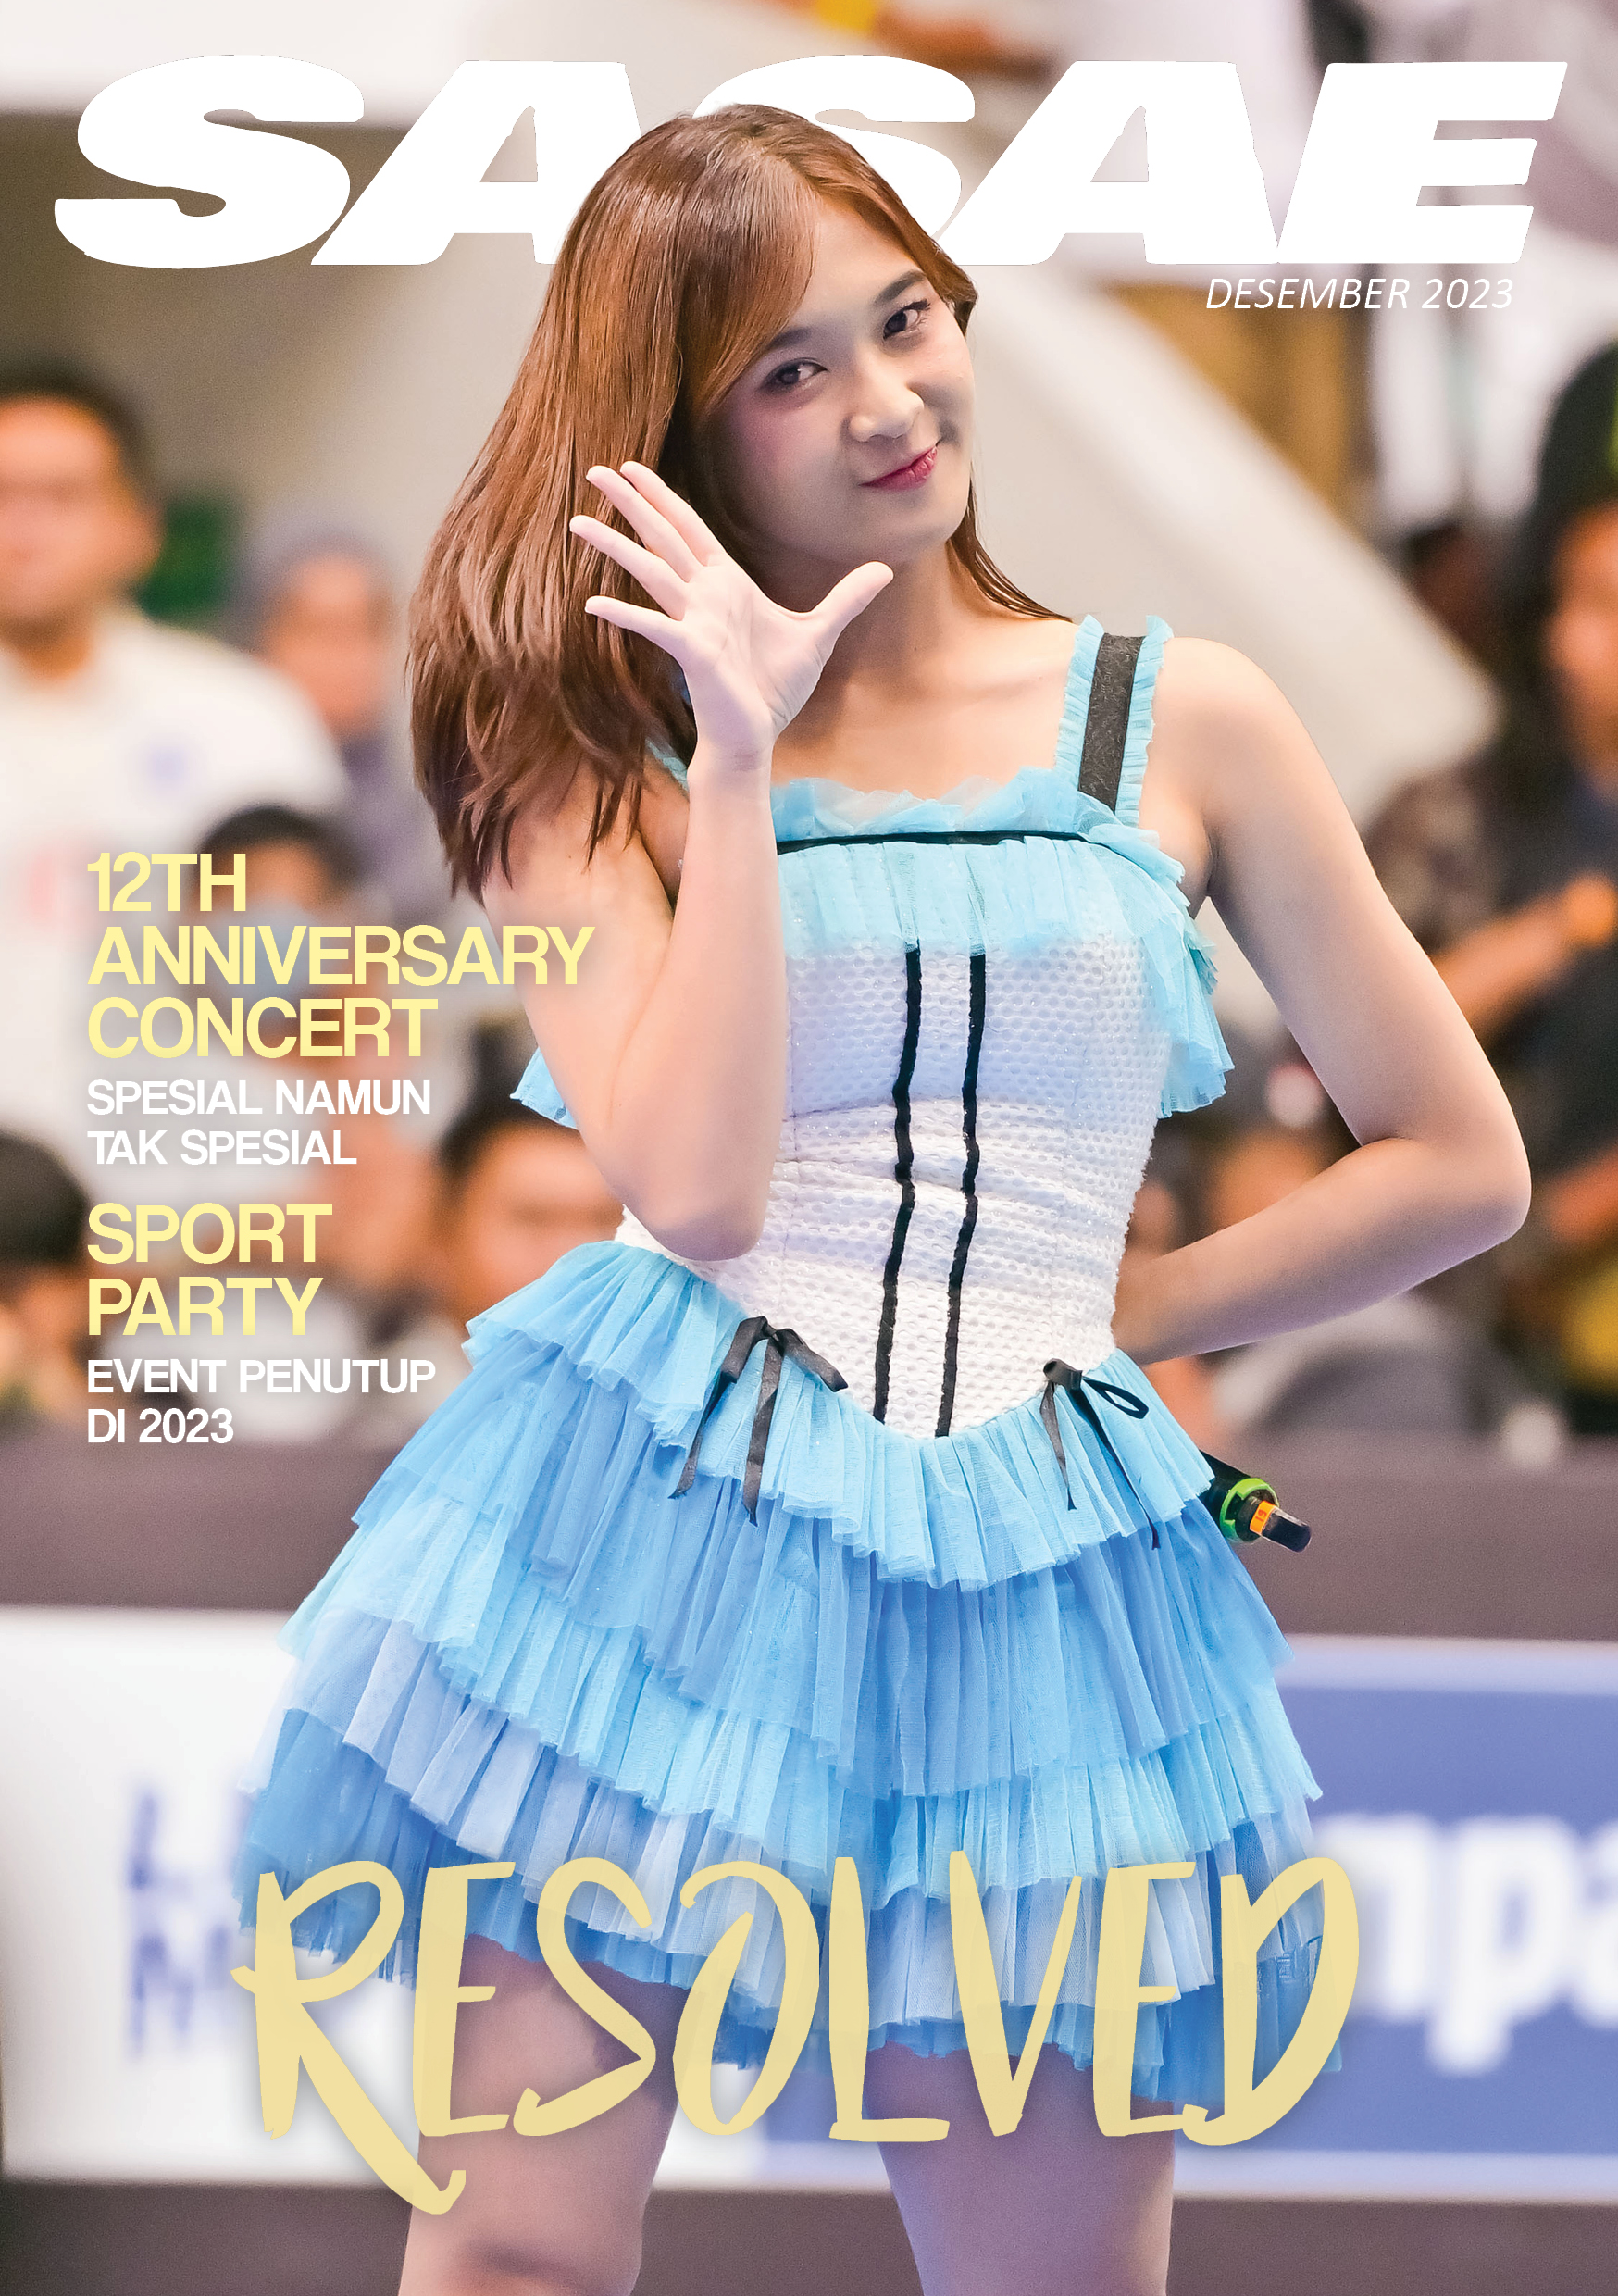 SASAE
DESEMBER 2023
12TH
ANNIVERSARY
CONCERT
SPESIAL NAMUN
TAK SPESIAL
SPORT
PARTY
EVENT PENUTUP
DI 2023
RESOLVED